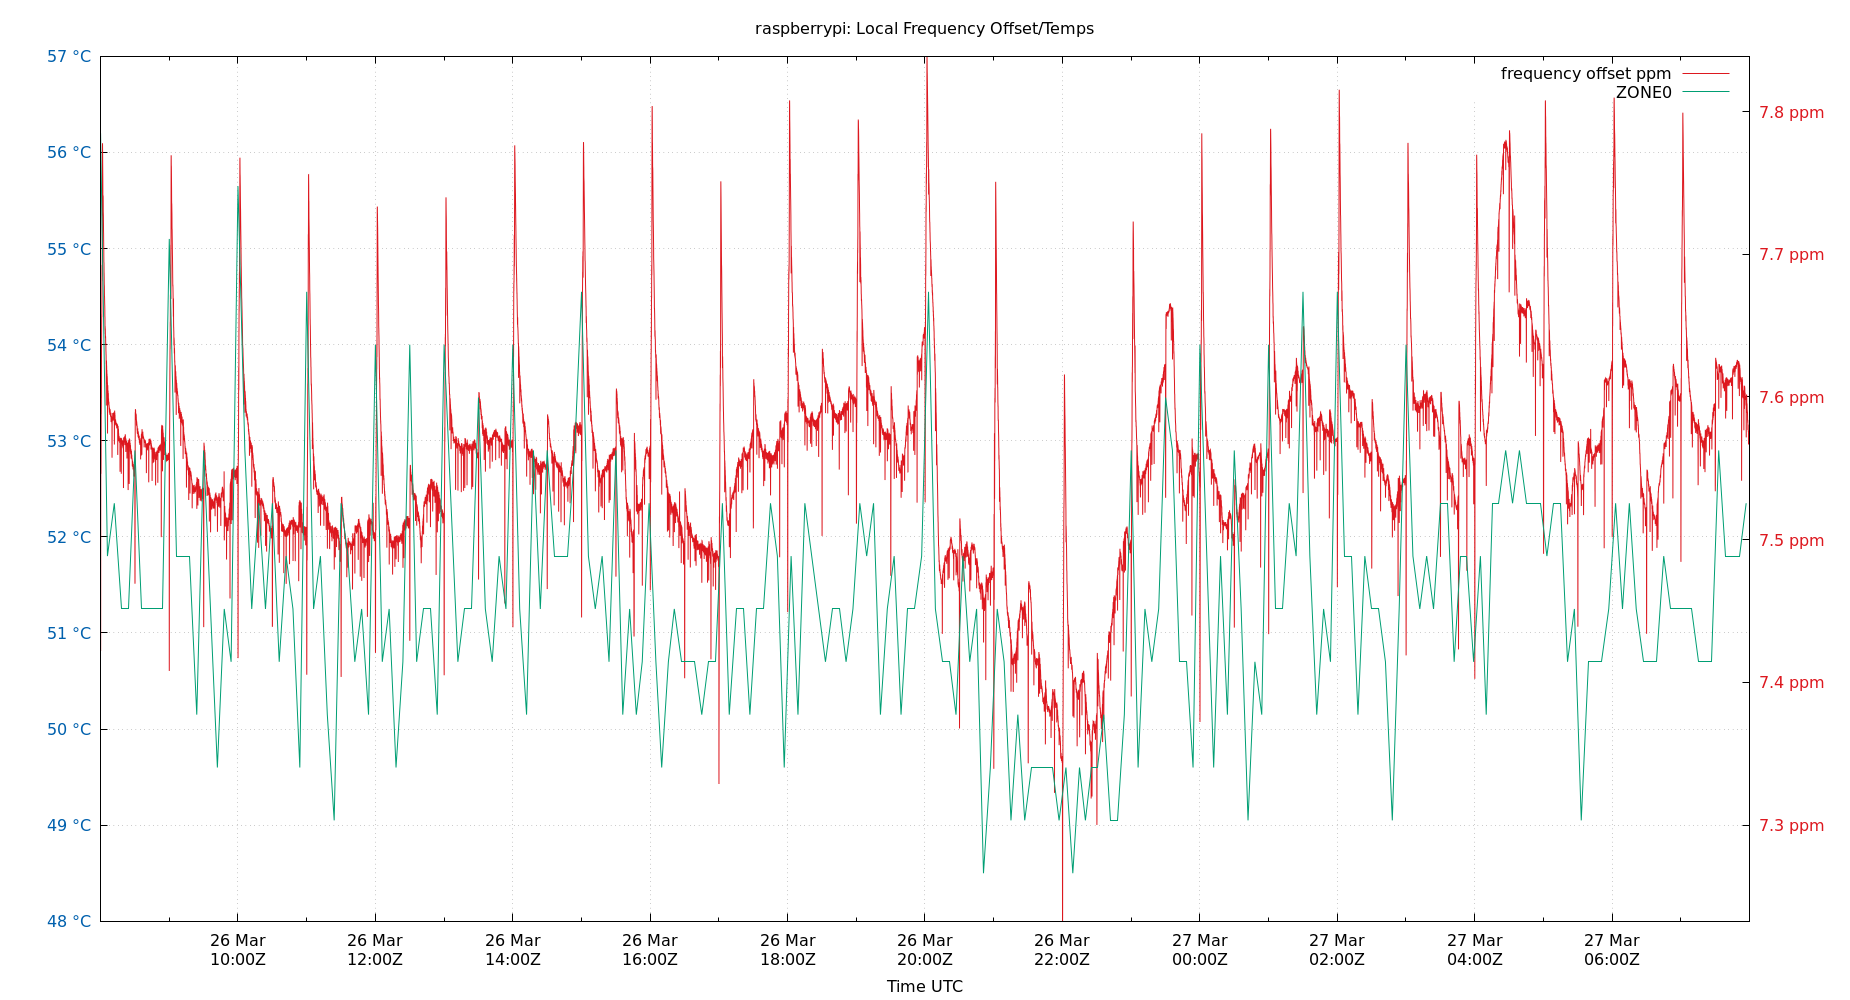 raspberrypi: Local Frequency Offset/Temps
frequency offset ppm
ZONE0
57 °C
56 °C
55 °C
54 °C
53 °C
52 °C
51 °C
50 °C
49 °C
48 °C
7.8 ppm
7.7 ppm
7.6 ppm
7.5 ppm
7.4 ppm
7.3 ppm
26 Mar
10:00Z
26 Mar
12:00Z
26 Mar
14:00Z
26 Mar
16:00Z
26 Mar
18:00Z
26 Mar
20:00Z
26 Mar
22:00Z
27 Mar
00:00Z
27 Mar
02:00Z
27 Mar
04:00Z
27 Mar
06:00Z
Time UTC